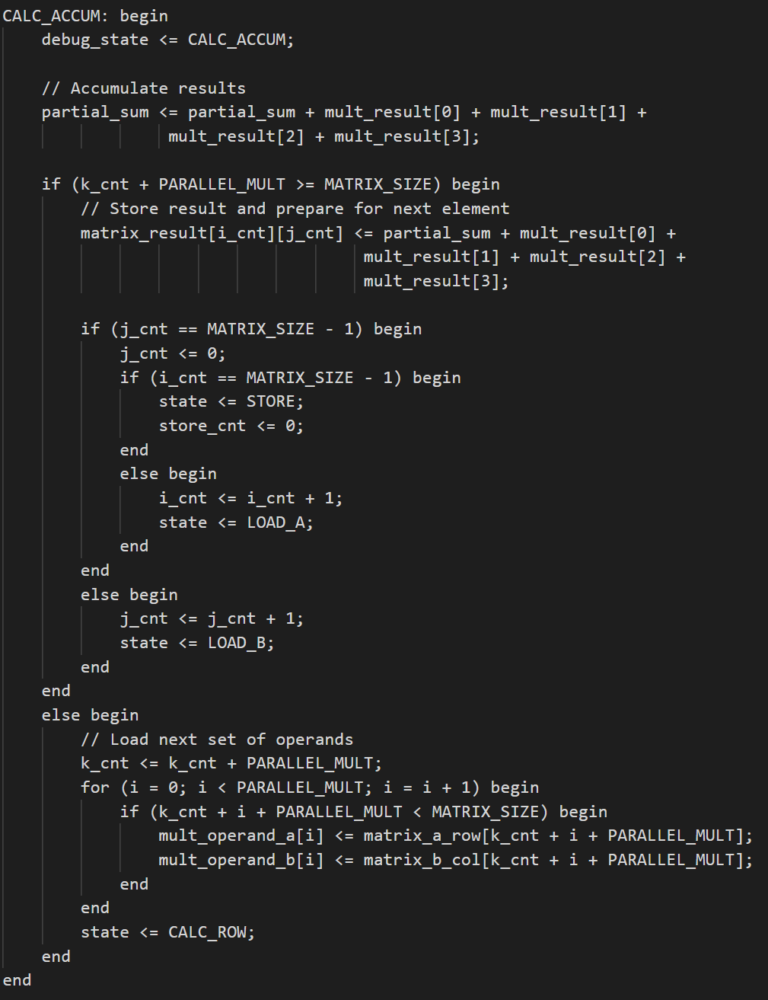 CALC_ACCUM: begin
    debug_state <= CALC_ACCUM;

    // Accumulate results
    partial_sum <= partial_sum + mult_result[0] + mult_result[1] +
                 mult_result[2] + mult_result[3];

    if (k_cnt + PARALLEL_MULT >= MATRIX_SIZE) begin
        // Store result and prepare for next element
        matrix_result[i_cnt][j_cnt] <= partial_sum + mult_result[0] +
                                     mult_result[1] + mult_result[2] +
                                     mult_result[3];

        if (j_cnt == MATRIX_SIZE - 1) begin
            j_cnt <= 0;
            if (i_cnt == MATRIX_SIZE - 1) begin
                state <= STORE;
                store_cnt <= 0;
            end
            else begin
                i_cnt <= i_cnt + 1;
                state <= LOAD_A;
            end
        end
        else begin
            j_cnt <= j_cnt + 1;
            state <= LOAD_B;
        end
    end
    else begin
        // Load next set of operands
        k_cnt <= k_cnt + PARALLEL_MULT;
        for (i = 0; i < PARALLEL_MULT; i = i + 1) begin
            if (k_cnt + i + PARALLEL_MULT < MATRIX_SIZE) begin
                mult_operand_a[i] <= matrix_a_row[k_cnt + i + PARALLEL_MULT];
                mult_operand_b[i] <= matrix_b_col[k_cnt + i + PARALLEL_MULT];
            end
        end
        state <= CALC_ROW;
    end
end